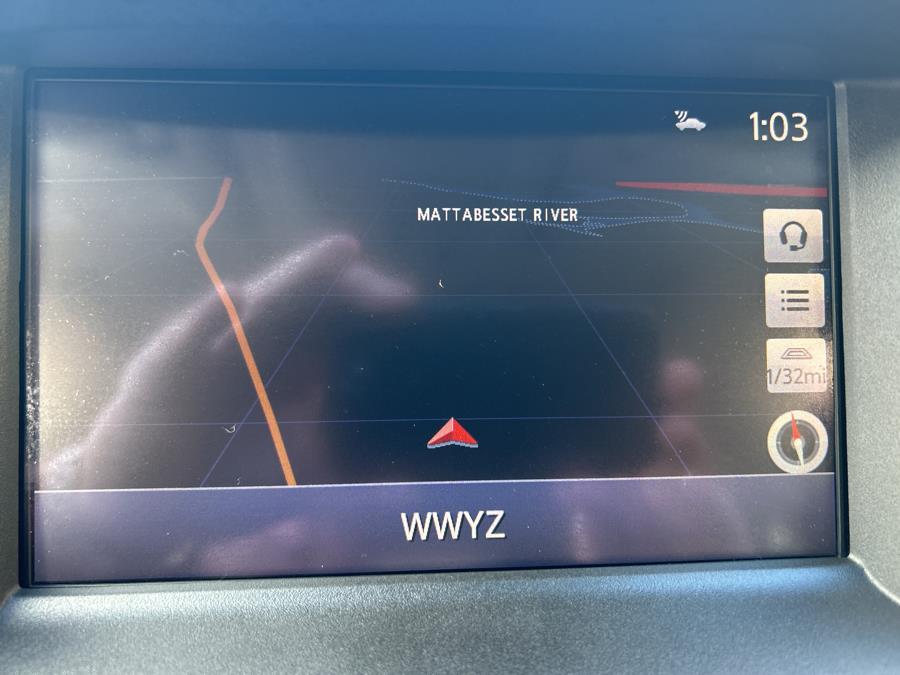 1:03
MATTABESSET RIVER
1/32mi
WWYZ